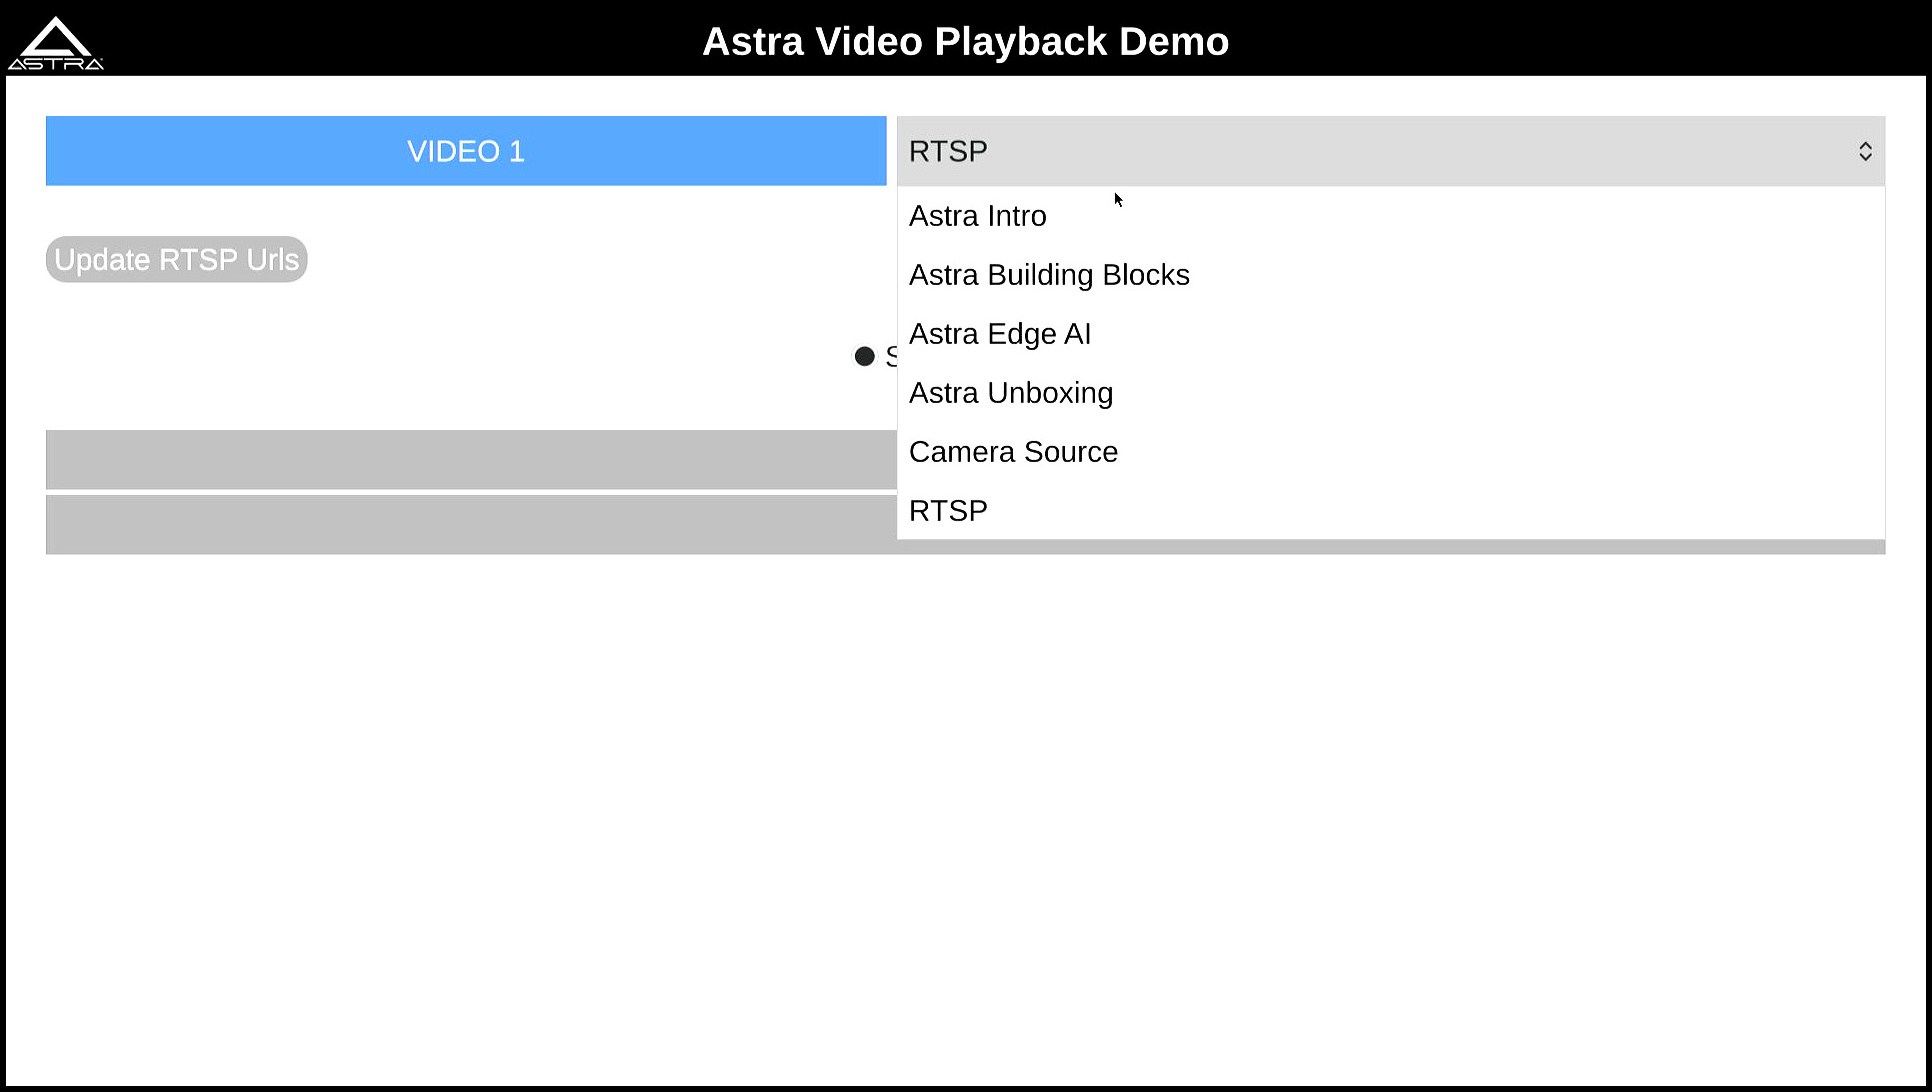 ASTRA
Astra Video Playback Demo
VIDEO 1
RTSP
Astra Intro
Update RTSP Urls
Astra Building Blocks
Astra Edge AI
Astra Unboxing
Camera Source
RTSP